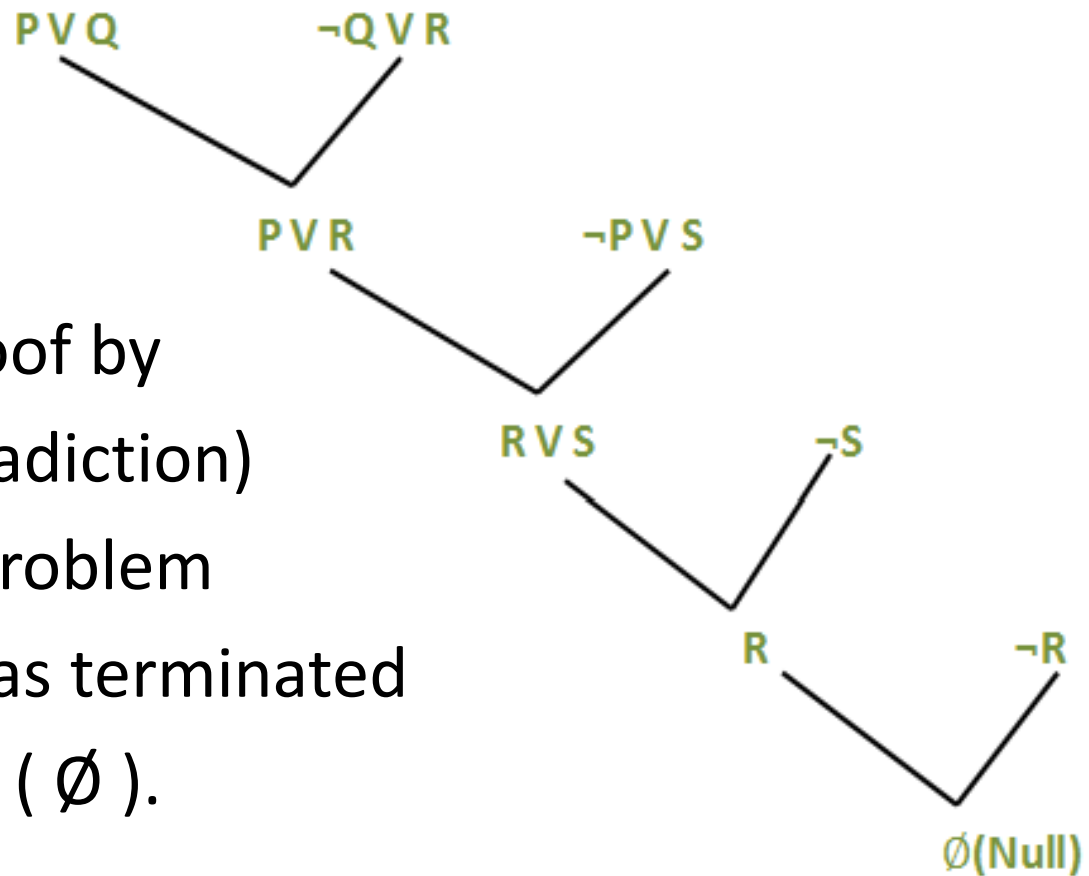 P V Q ¬Q V R
P V R ¬P V S
oof by
adiction)
R V S ¬S
roblem
R ¬R
as terminated
( Ø ).
Ø(Null)